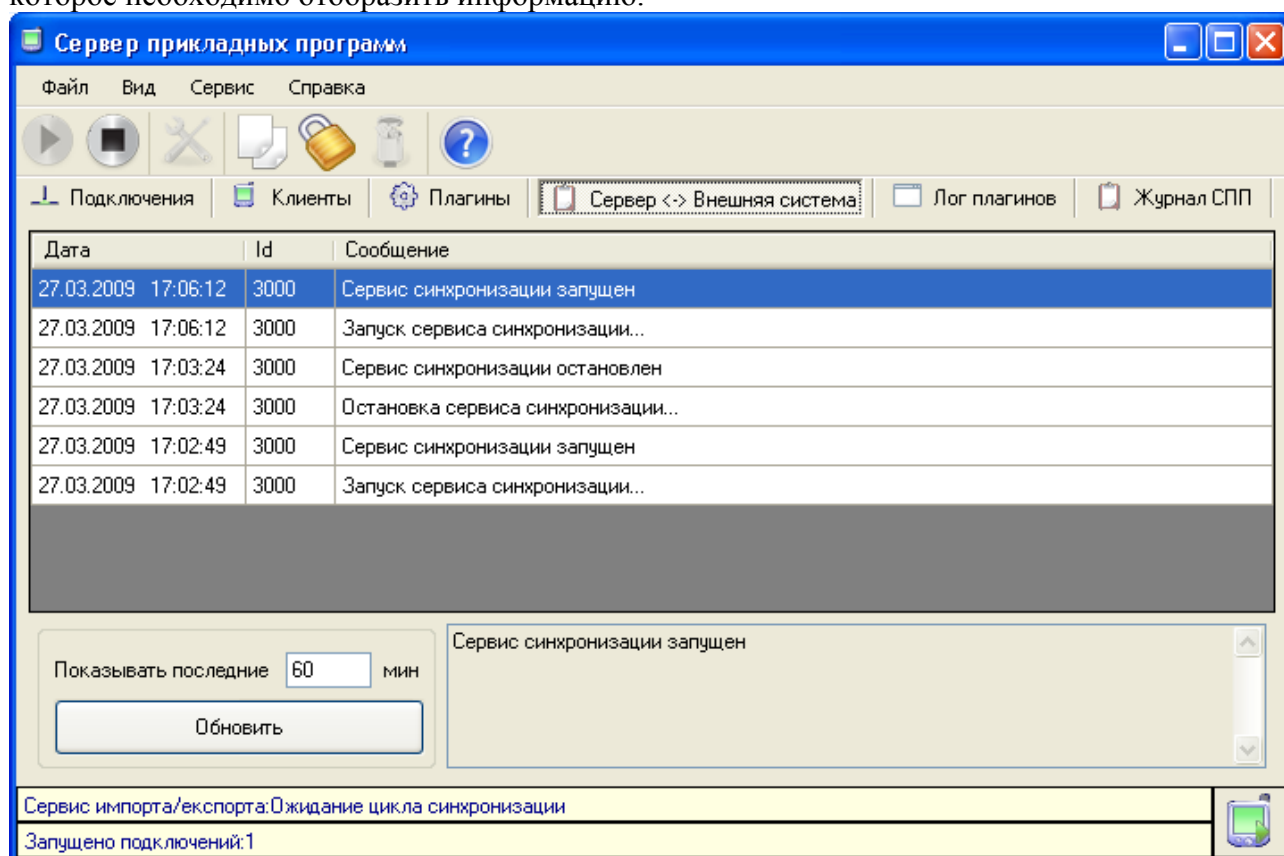 которое необходимо отобразить информацию.
Сервер прикладных программ
Файл Вид Сервис Справка
Подключения Клиенты Плагины Сервер <-> Внешняя система Лог плагинов Журнал СПП
Дата Id Сообщение
27.03.2009 17:06:12 3000 Сервис синхронизации запущен
27.03.2009 17:06:12 3000 Запуск сервиса синхронизации...
27.03.2009 17:03:24 3000 Сервис синхронизации остановлен
27.03.2009 17:03:24 3000 Остановка сервиса синхронизации...
27.03.2009 17:02:49 3000 Сервис синхронизации запущен
27.03.2009 17:02:49 3000 Запуск сервиса синхронизации...
Сервис синхронизации запущен
Показывать последние 60 мин
Обновить
Сервис импорта/експорта:Ожидание цикла синхронизации
Запущено подключений:1